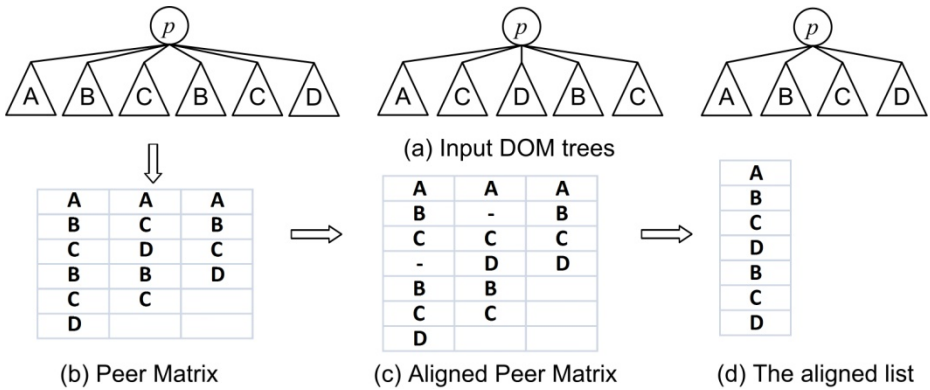 p p p
A B C B C D A C D B C A B C D
(a) Input DOM trees
A A A
B C B
C D C
B B D
C C
D
(b) Peer Matrix
A A A
B - B
C C C
- D D
B B
C C
D
(c) Aligned Peer Matrix
A
B
C
D
B
C
D
(d) The aligned list